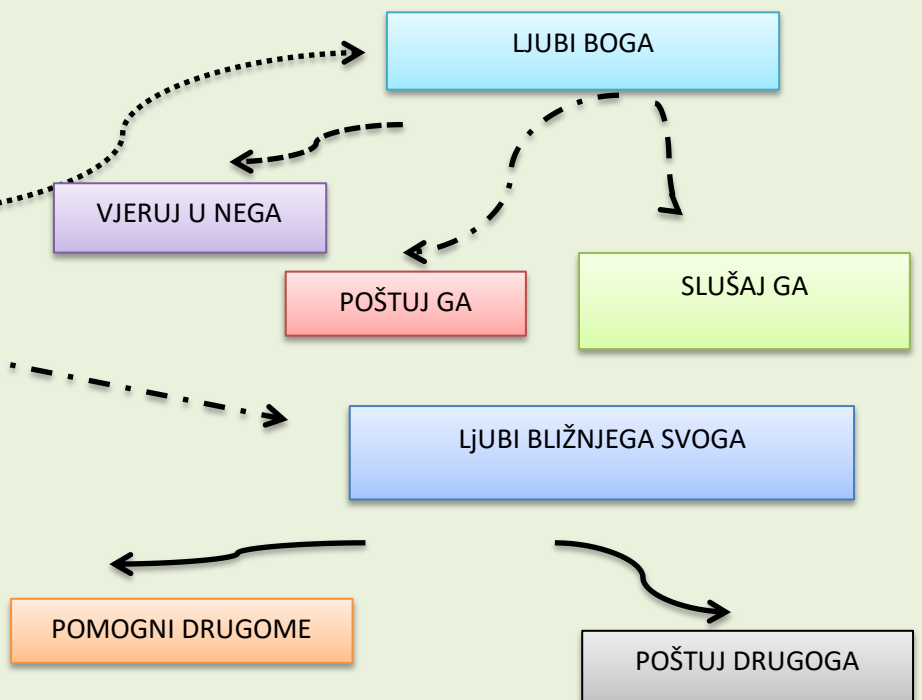 LJUBI BOGA
VJERUJ U NEGA
POŠTUJ GA
SLUŠAJ GA
LjUBI BLIŽNJEGA SVOGA
POMOGNI DRUGOME
POŠTUJ DRUGOGA